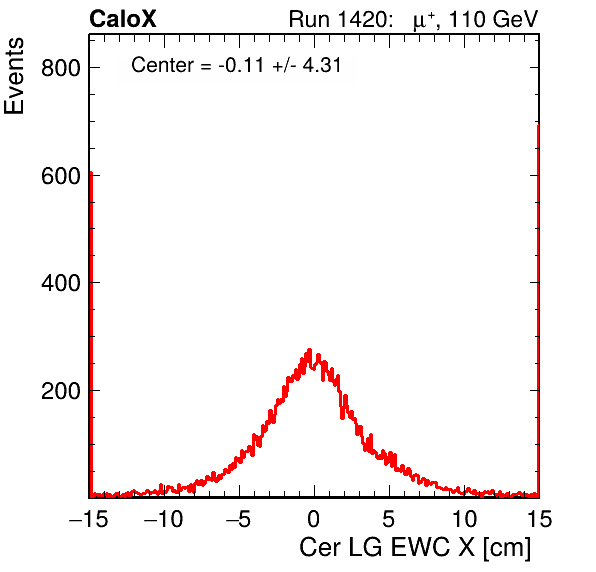 CaloX Run 1420: μ⁺, 110 GeV
Events
Center = -0.11 +/- 4.31
800
600
400
200
−15 −10 −5 0 5 10 15
Cer LG EWC X [cm]